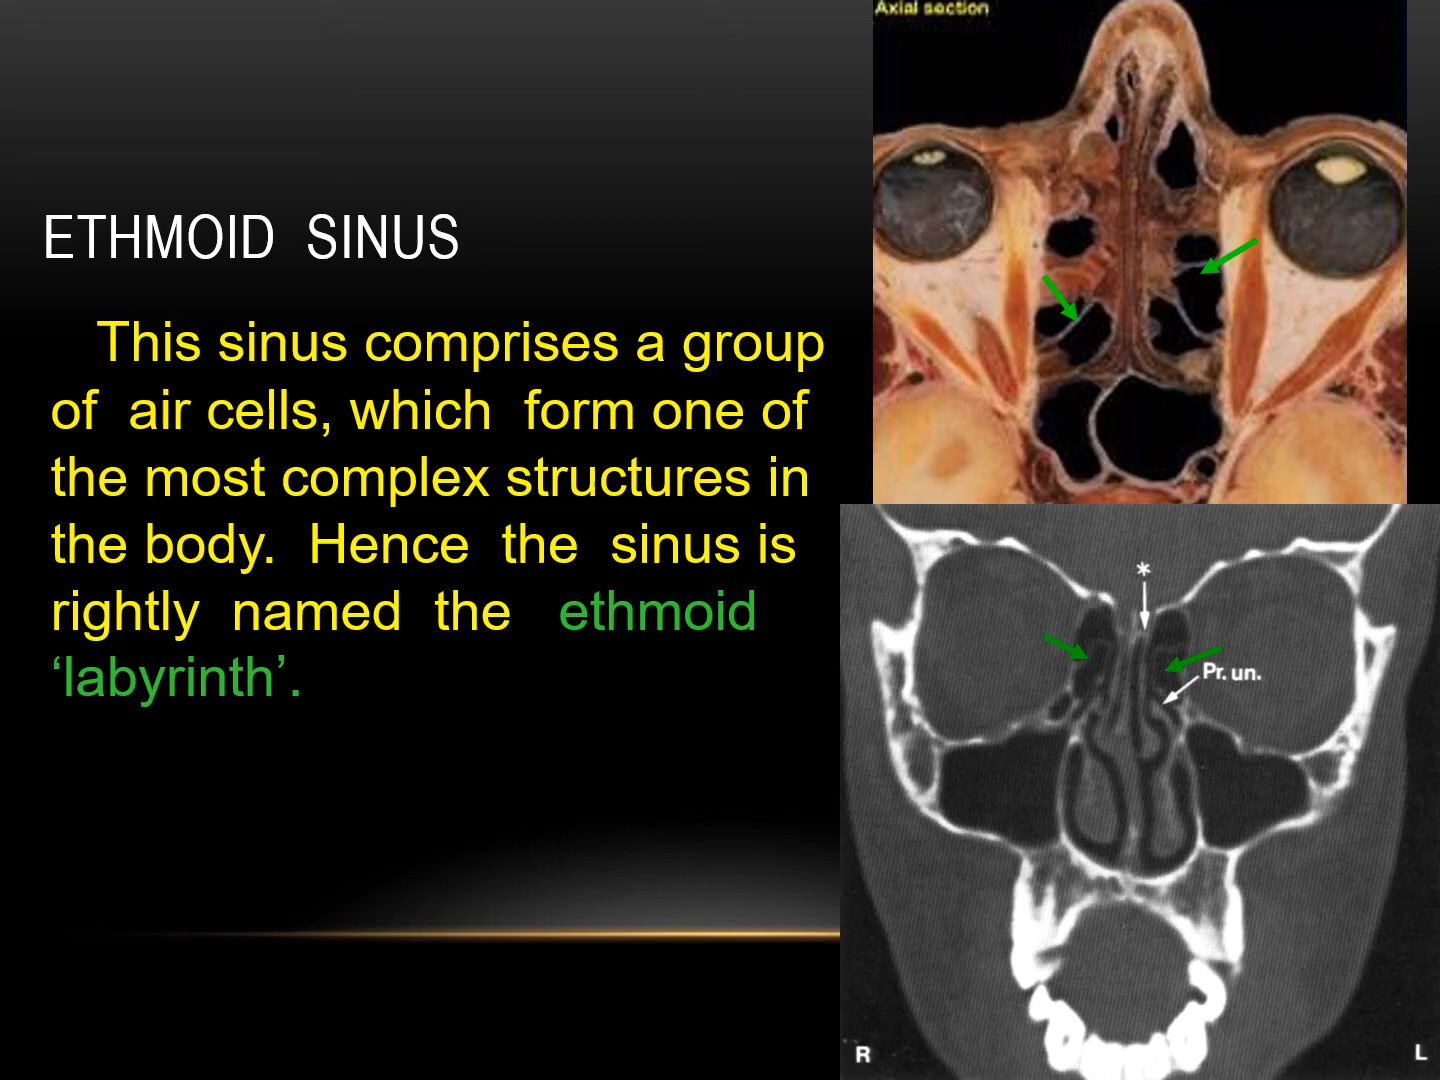 Axial section
ETHMOID SINUS
This sinus comprises a group
of air cells, which form one of
the most complex structures in
the body. Hence the sinus is
rightly named the ethmoid
‘labyrinth’.
*
Pr. un.
R
L